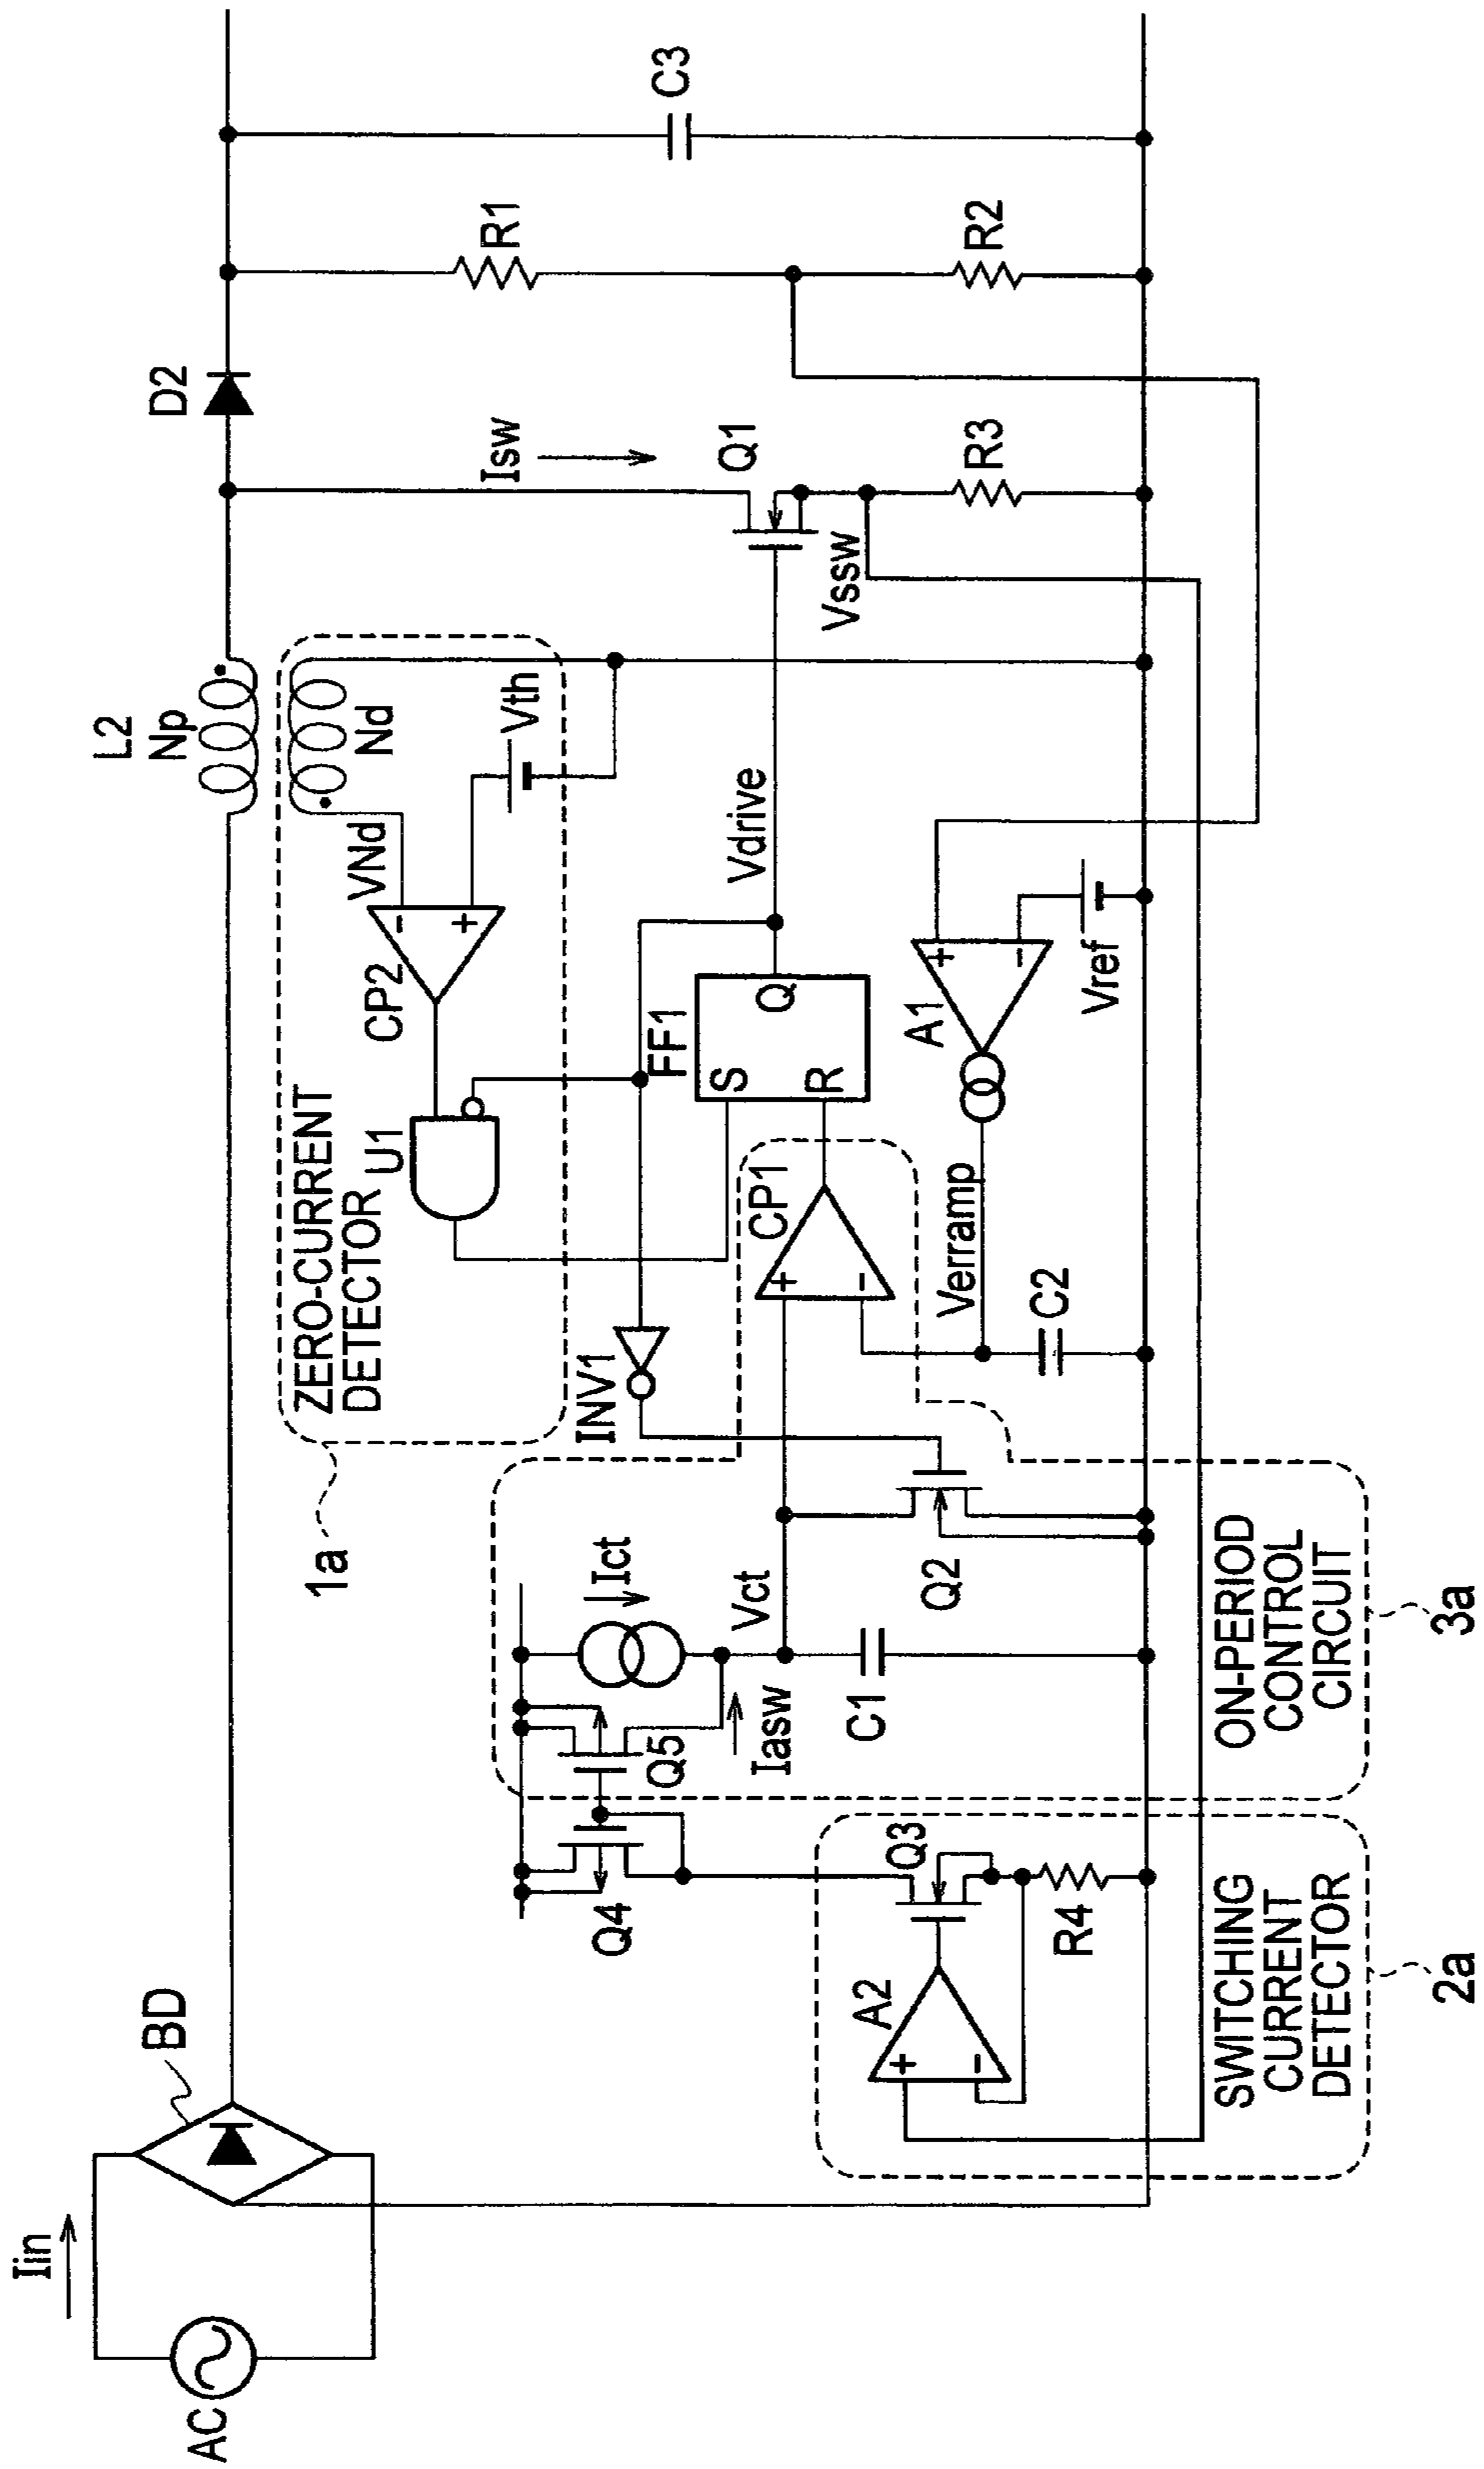 AC
Iin
BD
L2
Np
D2
C3
R1
R2
Isw
Q1
R3
Vssw
Nd
VNd
Vth
-
+
CP2
U1
ZERO-CURRENT
DETECTOR
1a
Vdrive
FF1
S
R
Q
INV1
CP1
+
-
A1
+
-
Vref
Verramp
C2
Ict
Vct
Q2
C1
Iasw
Q5
Q4
ON-PERIOD
CONTROL
CIRCUIT
3a
Q3
A2
+
-
R4
SWITCHING
CURRENT
DETECTOR
2a